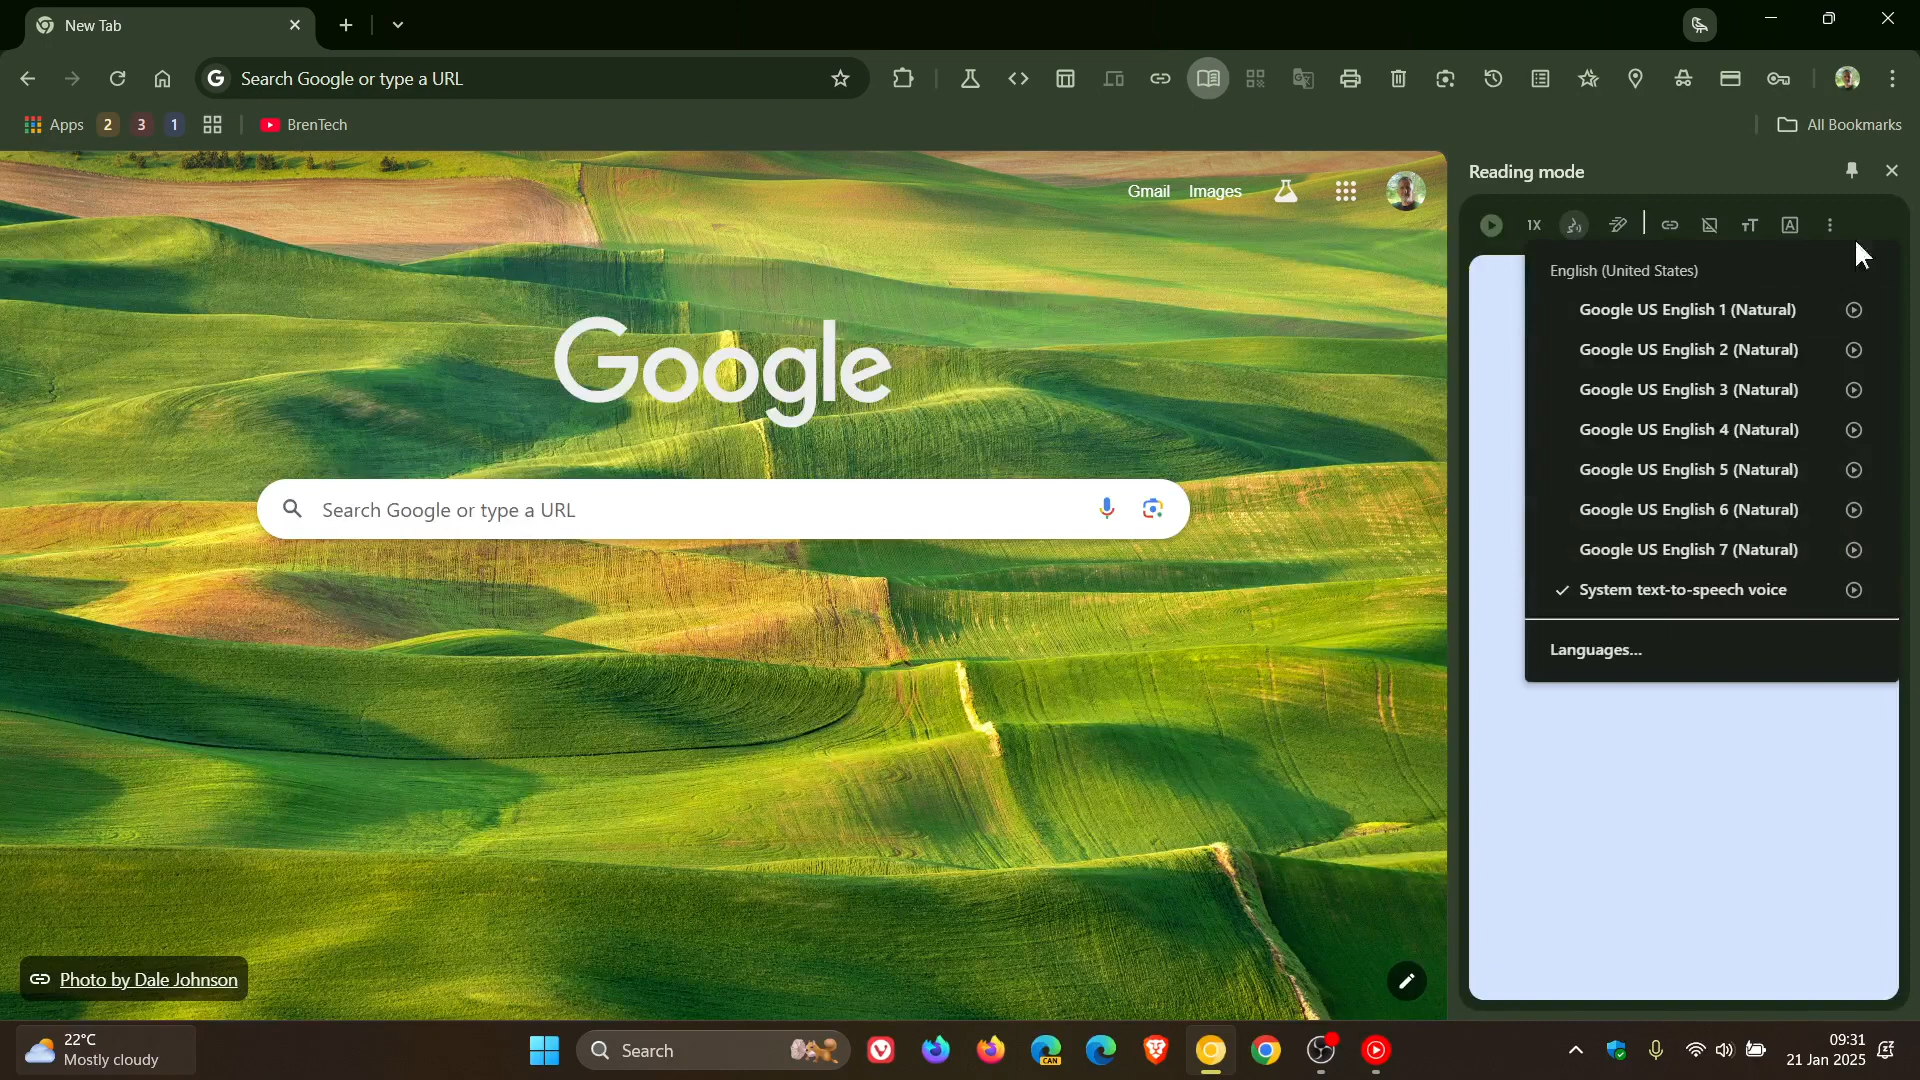 New Tab
Search Google or type a URL
Apps 2 3 1 BrenTech All Bookmarks
Gmail Images
Reading mode
1X
English (United States)
Google US English 1 (Natural)
Google US English 2 (Natural)
Google US English 3 (Natural)
Google US English 4 (Natural)
Google US English 5 (Natural)
Google US English 6 (Natural)
Google US English 7 (Natural)
System text-to-speech voice
Languages...
Google
Search Google or type a URL
Photo by Dale Johnson
22°C
Mostly cloudy
Search
CAN
09:31
21 Jan 2025